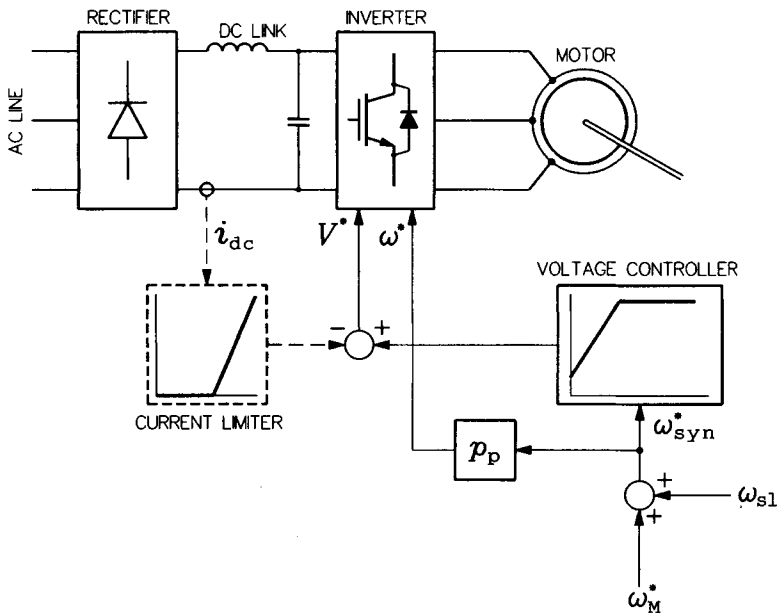 RECTIFIER
DC LINK
INVERTER
MOTOR
AC LINE
i_dc
V*
ω*
VOLTAGE CONTROLLER
−
+
CURRENT LIMITER
ω*_syn
p_p
+
ω_sl
+
ω*_M